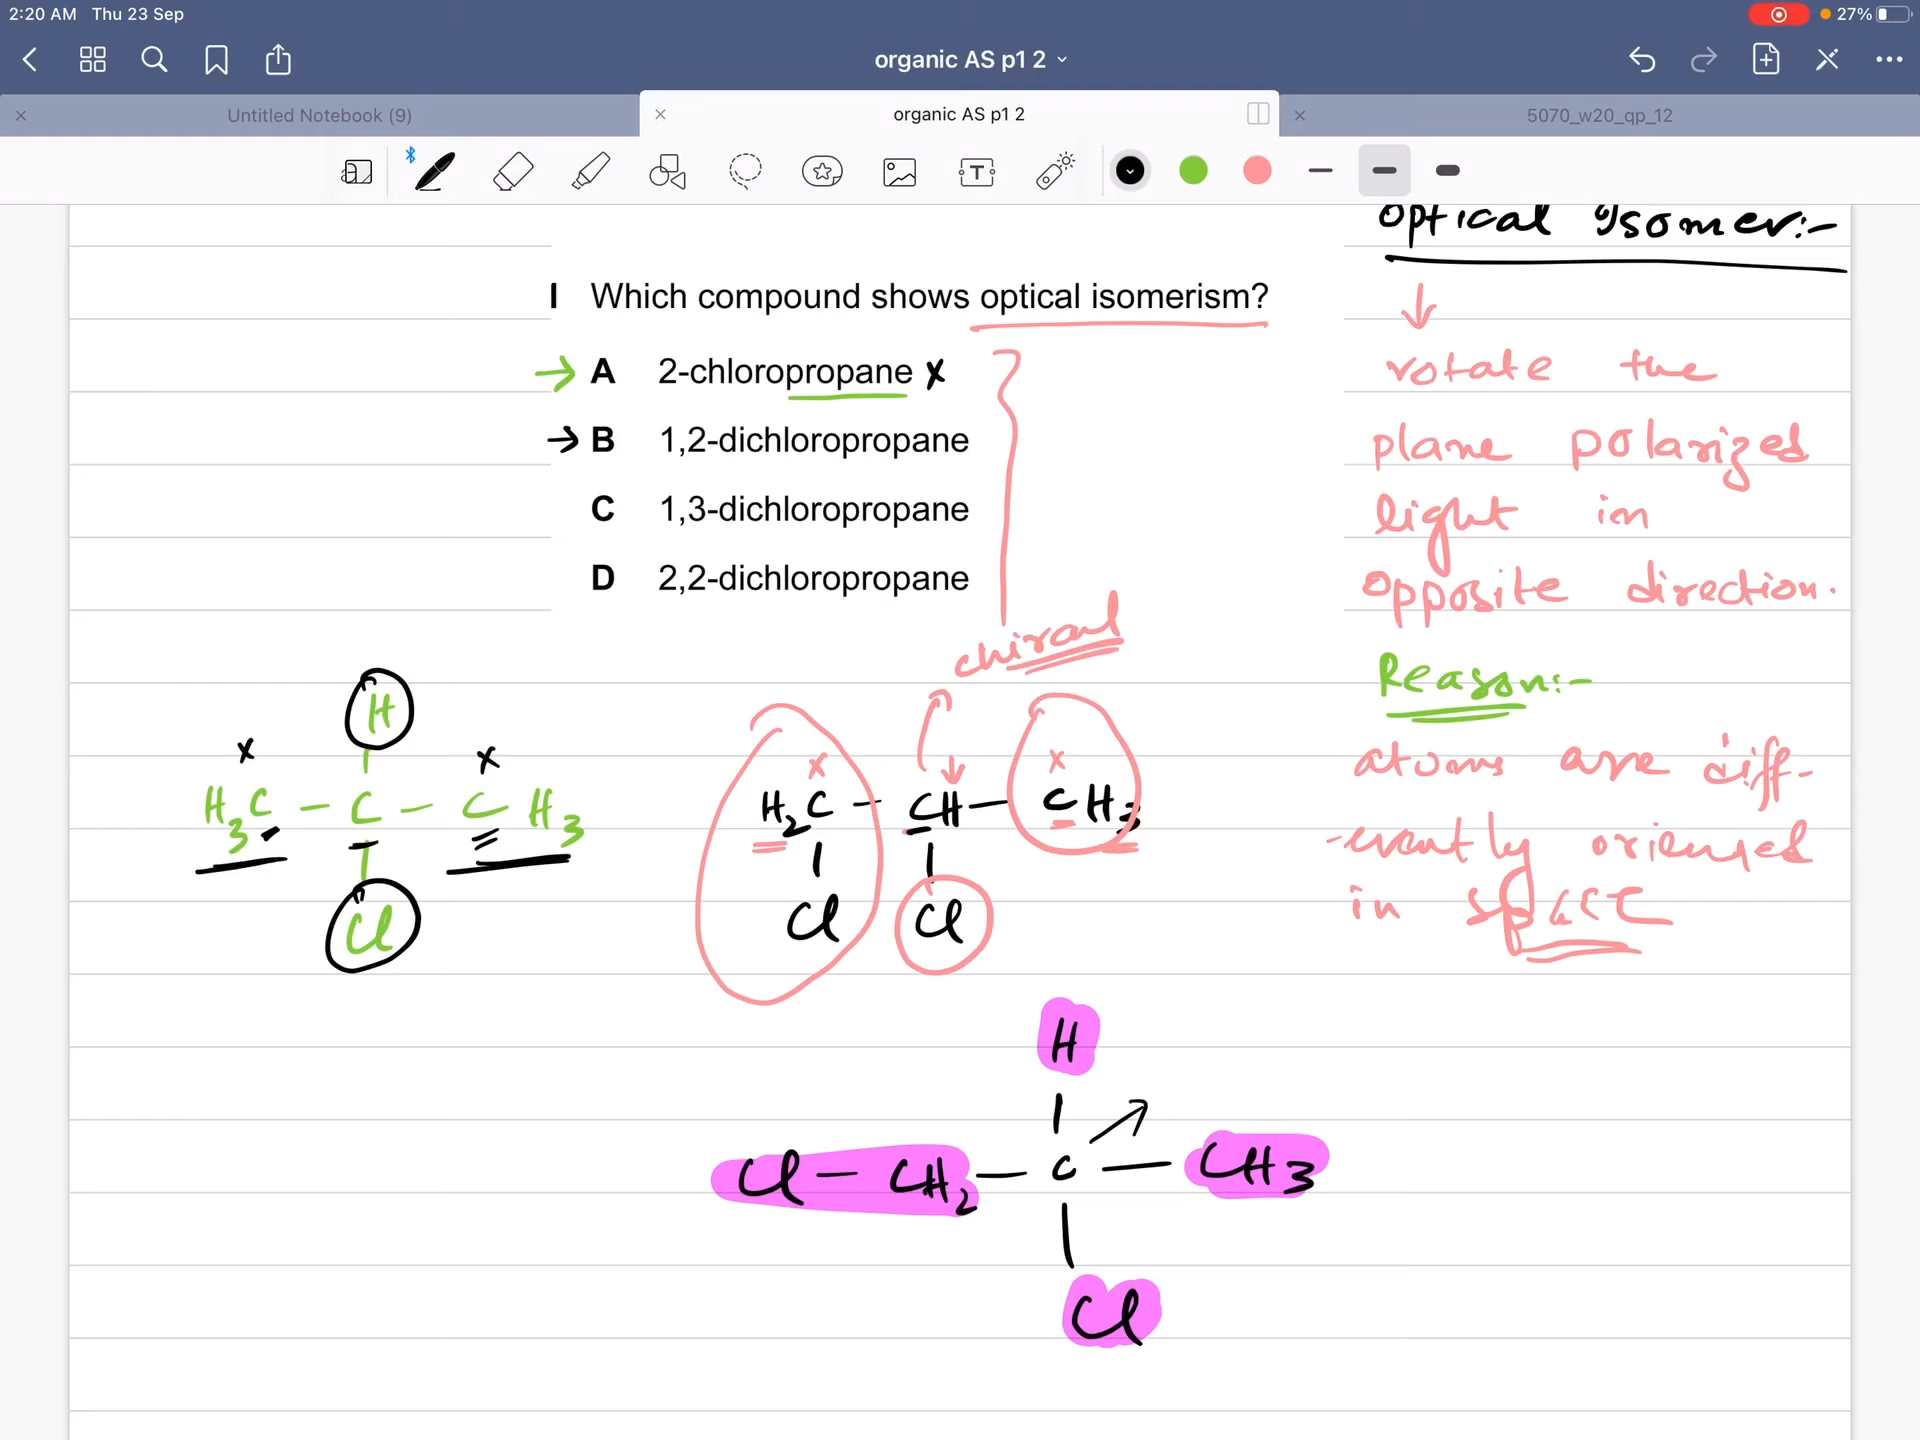 2:20 AM Thu 23 Sep
27%
organic AS p1 2
Untitled Notebook (9)
organic AS p1 2
5070_w20_qp_12
Optical Isomer:-
I Which compound shows optical isomerism?
A 2-chloropropane x
B 1,2-dichloropropane
C 1,3-dichloropropane
D 2,2-dichloropropane
rotate the
plane polarized
light in
opposite direction.
Reason:-
atoms are diff-
-erently oriented
in space
chiral
H
x x
H3C - C - CH3
Cl
x x
H2C - CH - CH3
Cl Cl
H
Cl - CH2 - C - CH3
Cl